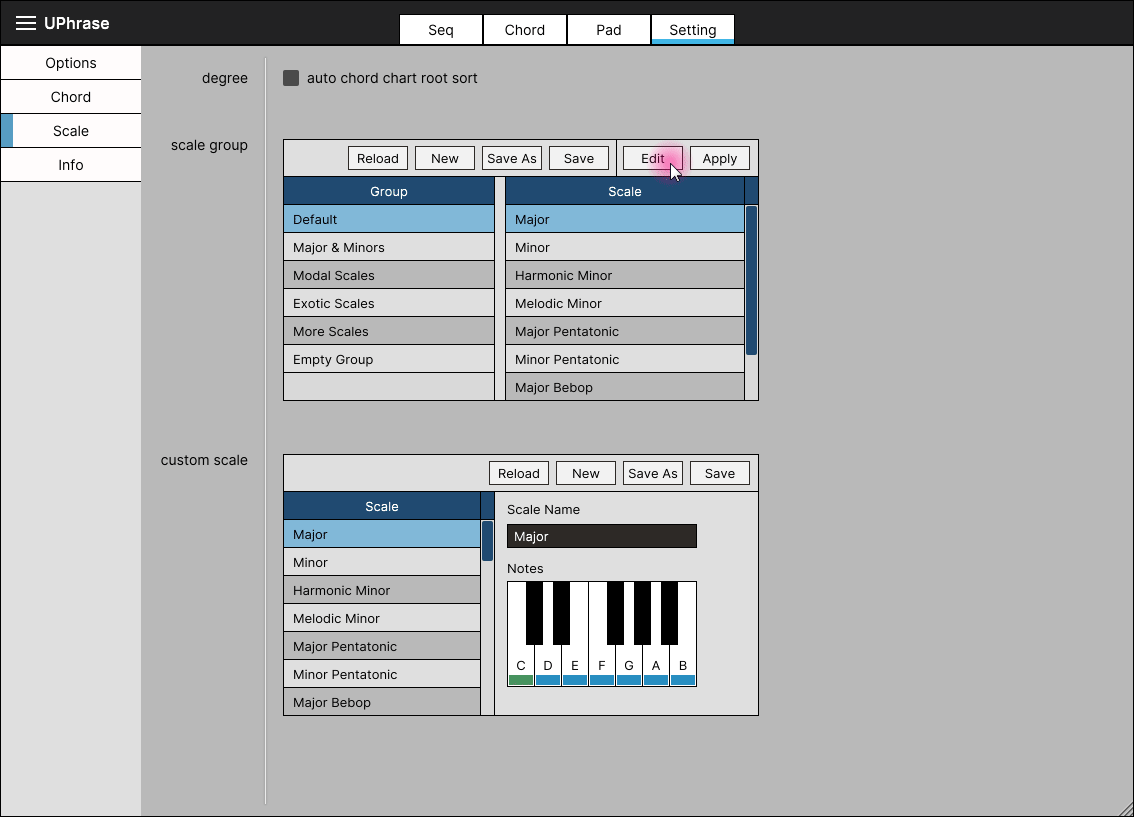 UPhrase
Seq Chord Pad Setting
Options
Chord
Scale
Info
degree
auto chord chart root sort
scale group
Reload New Save As Save Edit Apply
Group Scale
Default Major
Major & Minors Minor
Modal Scales Harmonic Minor
Exotic Scales Melodic Minor
More Scales Major Pentatonic
Empty Group Minor Pentatonic
Major Bebop
custom scale
Reload New Save As Save
Scale
Major
Minor
Harmonic Minor
Melodic Minor
Major Pentatonic
Minor Pentatonic
Major Bebop
Scale Name
Major
Notes
C D E F G A B